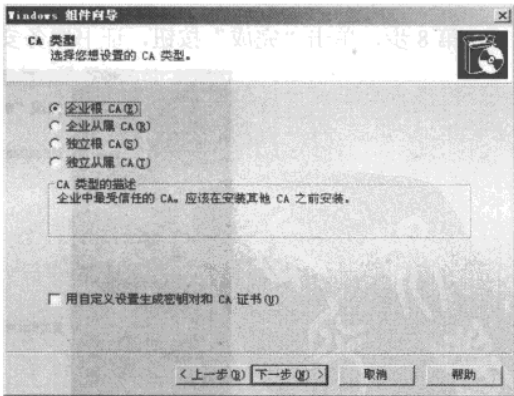 Windows 组件向导
CA 类型
选择您想设置的 CA 类型。
企业根 CA(E)
企业从属 CA(R)
独立根 CA(S)
独立从属 CA(T)
CA 类型的描述
企业中最受信任的 CA。应该在安装其他 CA 之前安装。
用自定义设置生成密钥对和 CA 证书(U)
< 上一步(B)
下一步(N) >
取消
帮助